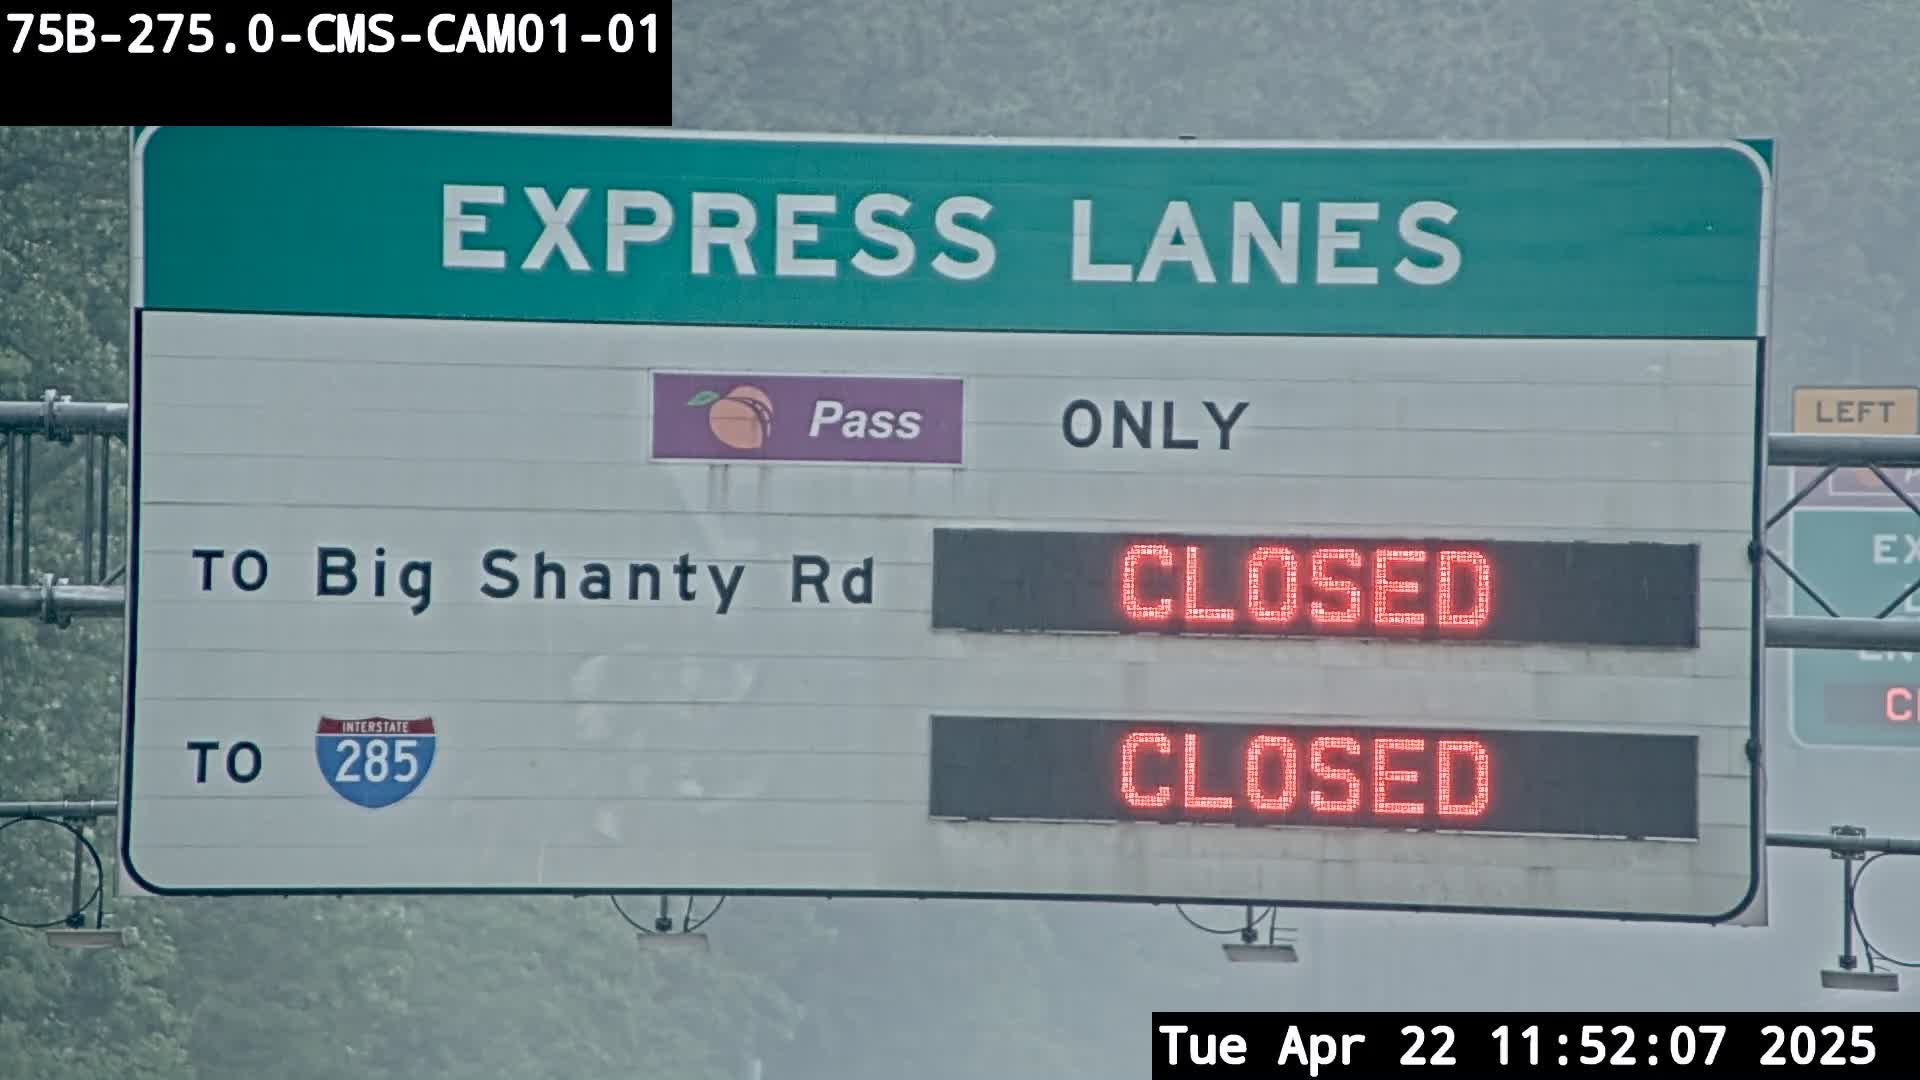 75B-275.0-CMS-CAM01-01
EXPRESS LANES
Pass ONLY
TO Big Shanty Rd CLOSED
TO INTERSTATE 285 CLOSED
LEFT
EX
Tue Apr 22 11:52:07 2025